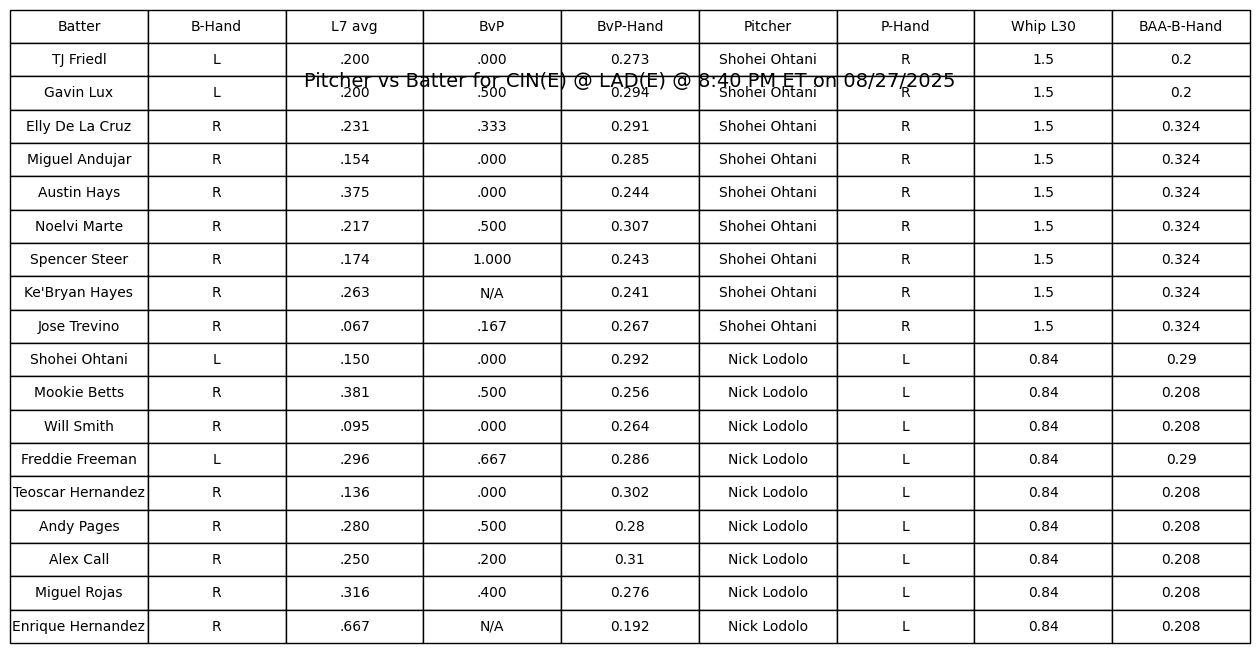 Batter B-Hand L7 avg BvP BvP-Hand Pitcher P-Hand Whip L30 BAA-B-Hand
TJ Friedl L .200 .000 0.273 Shohei Ohtani R 1.5 0.2
Pitcher vs Batter for CIN(E) @ LAD(E) @ 8:40 PM ET on 08/27/2025
Gavin Lux L .200 .500 0.294 Shohei Ohtani R 1.5 0.2
Elly De La Cruz R .231 .333 0.291 Shohei Ohtani R 1.5 0.324
Miguel Andujar R .154 .000 0.285 Shohei Ohtani R 1.5 0.324
Austin Hays R .375 .000 0.244 Shohei Ohtani R 1.5 0.324
Noelvi Marte R .217 .500 0.307 Shohei Ohtani R 1.5 0.324
Spencer Steer R .174 1.000 0.243 Shohei Ohtani R 1.5 0.324
Ke'Bryan Hayes R .263 N/A 0.241 Shohei Ohtani R 1.5 0.324
Jose Trevino R .067 .167 0.267 Shohei Ohtani R 1.5 0.324
Shohei Ohtani L .150 .000 0.292 Nick Lodolo L 0.84 0.29
Mookie Betts R .381 .500 0.256 Nick Lodolo L 0.84 0.208
Will Smith R .095 .000 0.264 Nick Lodolo L 0.84 0.208
Freddie Freeman L .296 .667 0.286 Nick Lodolo L 0.84 0.29
Teoscar Hernandez R .136 .000 0.302 Nick Lodolo L 0.84 0.208
Andy Pages R .280 .500 0.28 Nick Lodolo L 0.84 0.208
Alex Call R .250 .200 0.31 Nick Lodolo L 0.84 0.208
Miguel Rojas R .316 .400 0.276 Nick Lodolo L 0.84 0.208
Enrique Hernandez R .667 N/A 0.192 Nick Lodolo L 0.84 0.208